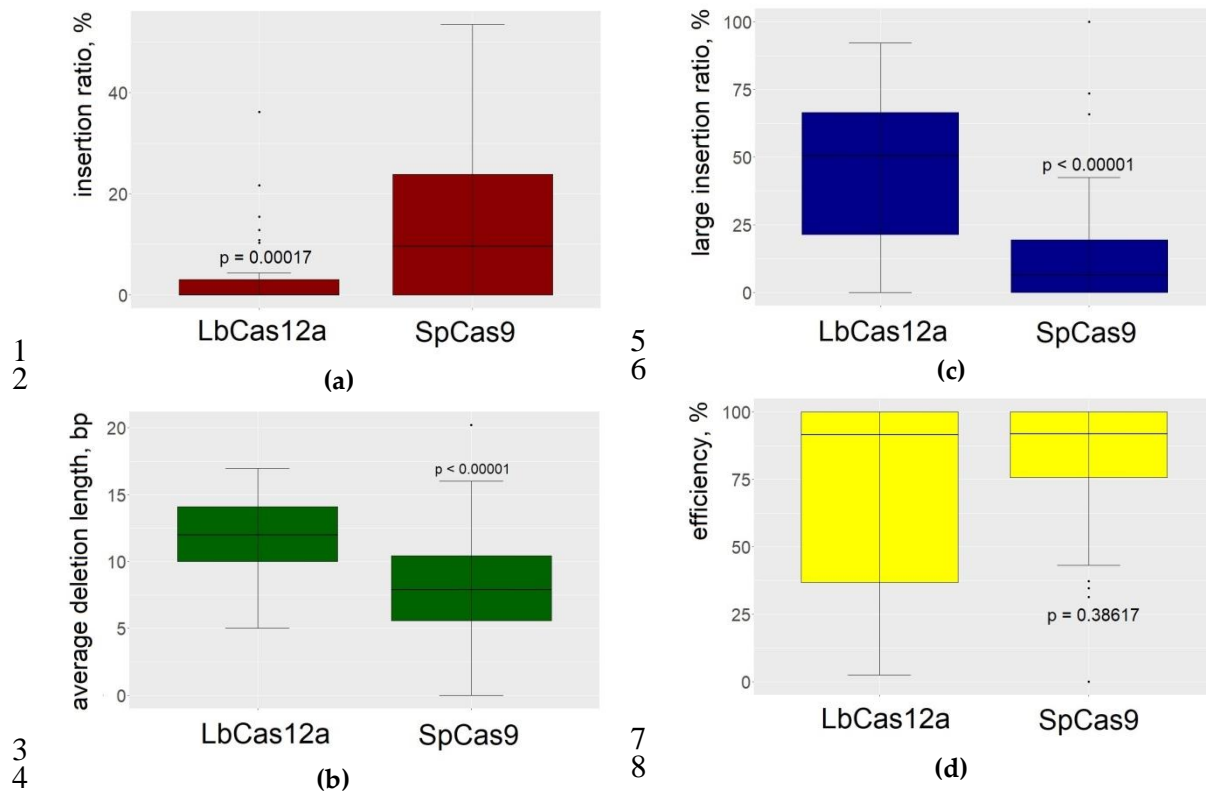 insertion ratio, %
40
20
0
p = 0.00017
LbCas12a SpCas9
1
2
(a)
large insertion ratio, %
100
75
50
25
0
p < 0.00001
LbCas12a SpCas9
5
6
(c)
average deletion length, bp
20
15
10
5
0
p < 0.00001
LbCas12a SpCas9
3
4
(b)
efficiency, %
100
75
50
25
0
p = 0.38617
LbCas12a SpCas9
7
8
(d)